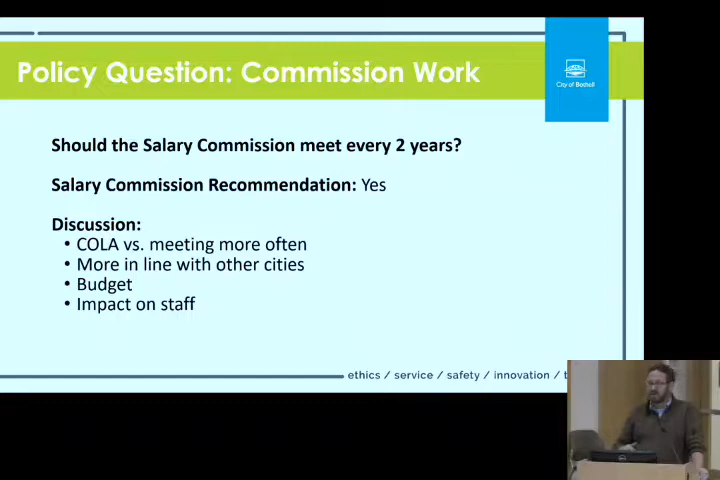 Policy Question: Commission Work
City of Bothell
Should the Salary Commission meet every 2 years?
Salary Commission Recommendation: Yes
Discussion:
• COLA vs. meeting more often
• More in line with other cities
• Budget
• Impact on staff
ethics / service / safety / innovation /